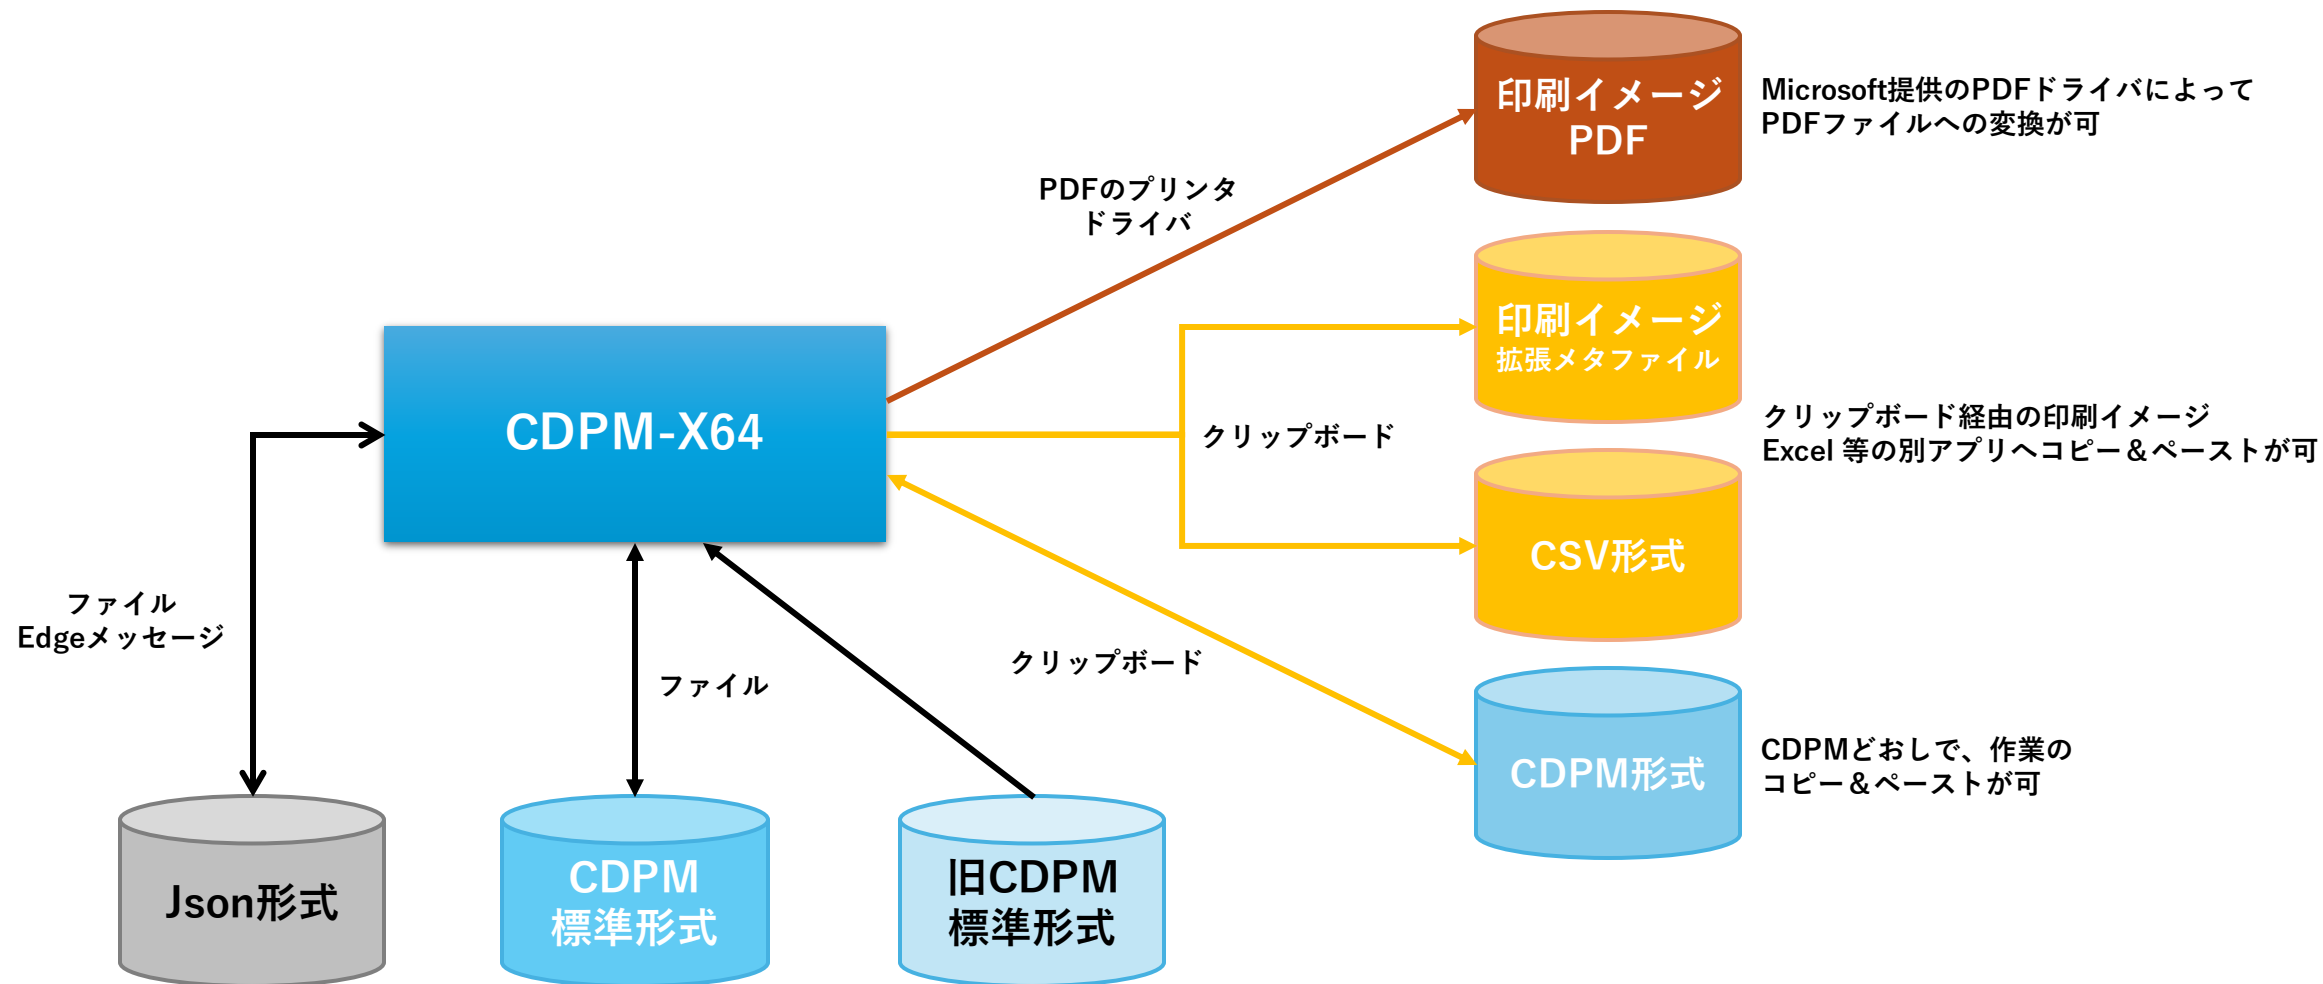 印刷イメージ
PDF
Microsoft提供のPDFドライバによって
PDFファイルへの変換が可
PDFのプリンタ
ドライバ
印刷イメージ
拡張メタファイル
CDPM-X64
クリップボード
クリップボード経由の印刷イメージ
Excel 等の別アプリへコピー＆ペーストが可
CSV形式
ファイル
Edgeメッセージ
ファイル
クリップボード
CDPM形式
CDPMどおしで、作業の
コピー＆ペーストが可
Json形式
CDPM
標準形式
旧CDPM
標準形式